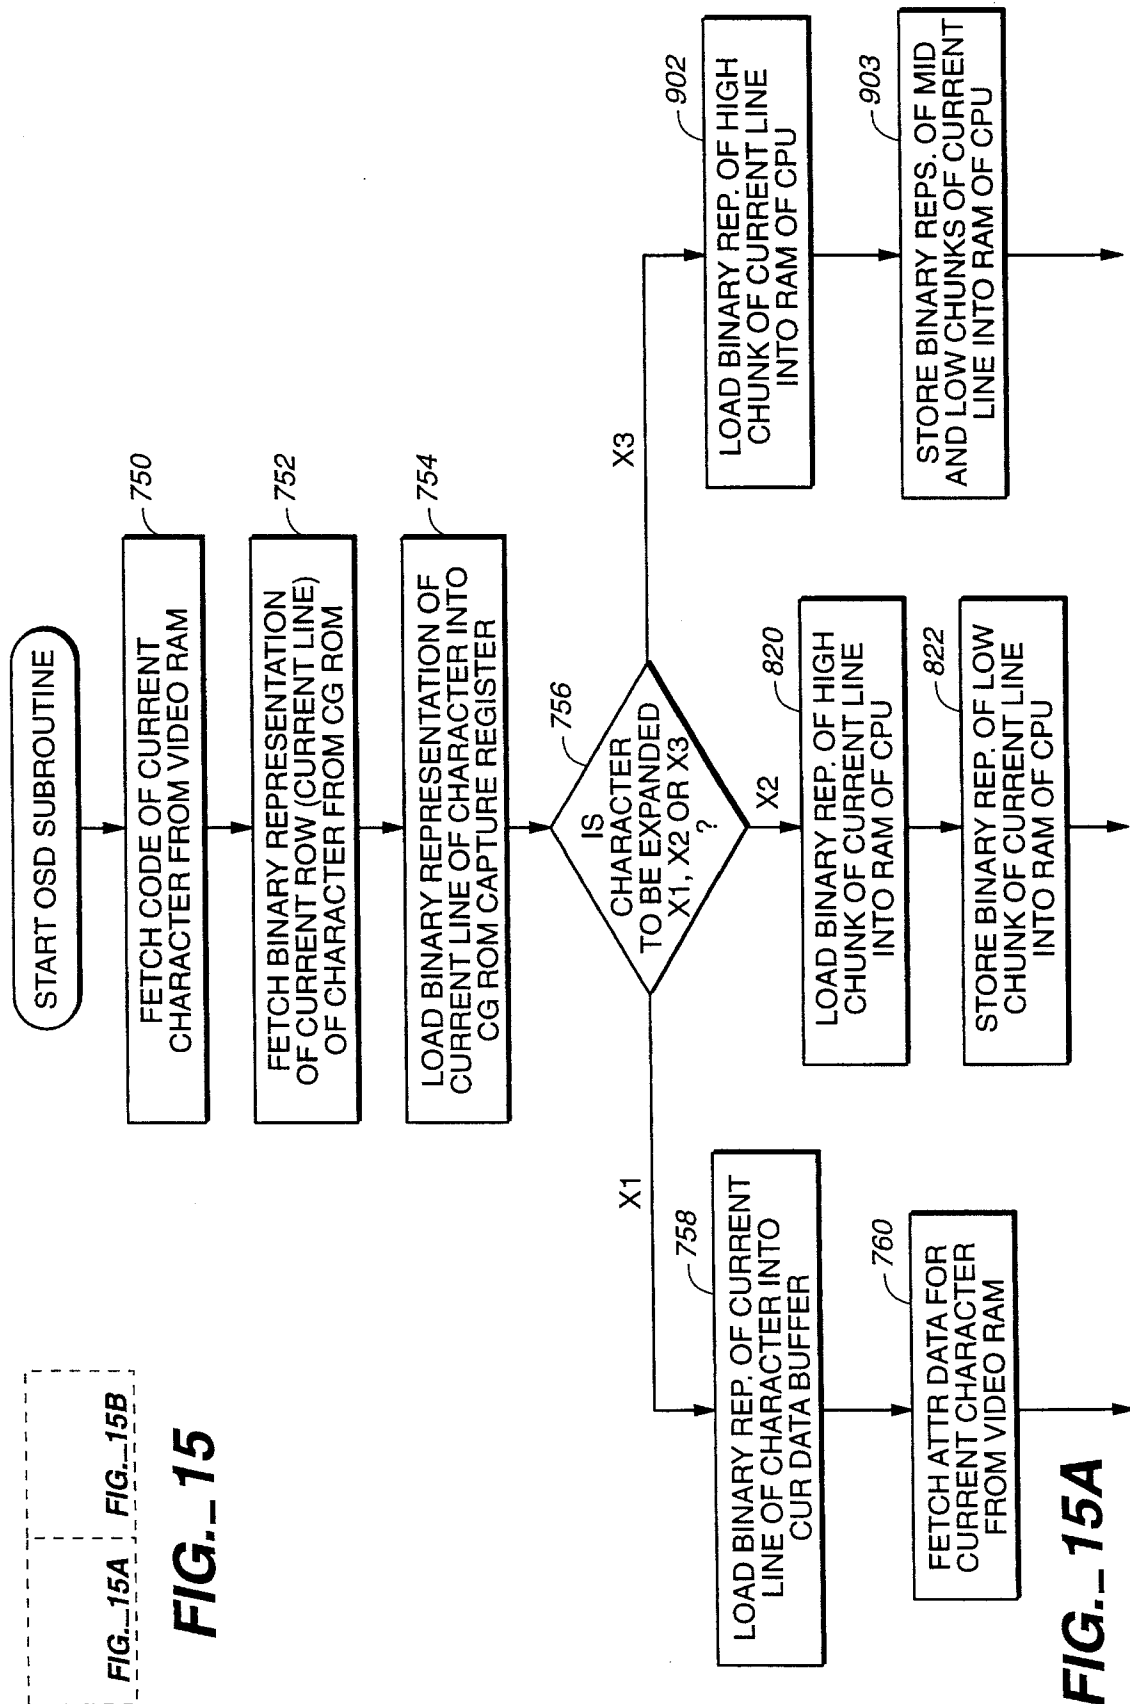 START OSD SUBROUTINE
750
FETCH CODE OF CURRENT
CHARACTER FROM VIDEO RAM
752
FETCH BINARY REPRESENTATION
OF CURRENT ROW (CURRENT LINE)
OF CHARACTER FROM CG ROM
754
LOAD BINARY REPRESENTATION OF
CURRENT LINE OF CHARACTER INTO
CG ROM CAPTURE REGISTER
756
IS
CHARACTER
TO BE EXPANDED
X1, X2 OR X3
?
X1
758
LOAD BINARY REP. OF CURRENT
LINE OF CHARACTER INTO
CUR DATA BUFFER
760
FETCH ATTR DATA FOR
CURRENT CHARACTER
FROM VIDEO RAM
X2
820
LOAD BINARY REP. OF HIGH
CHUNK OF CURRENT LINE
INTO RAM OF CPU
822
STORE BINARY REP. OF LOW
CHUNK OF CURRENT LINE
INTO RAM OF CPU
X3
902
LOAD BINARY REP. OF HIGH
CHUNK OF CURRENT LINE
INTO RAM OF CPU
903
STORE BINARY REPS. OF MID
AND LOW CHUNKS OF CURRENT
LINE INTO RAM OF CPU
FIG._15A FIG._15B
FIG._15
FIG._15A